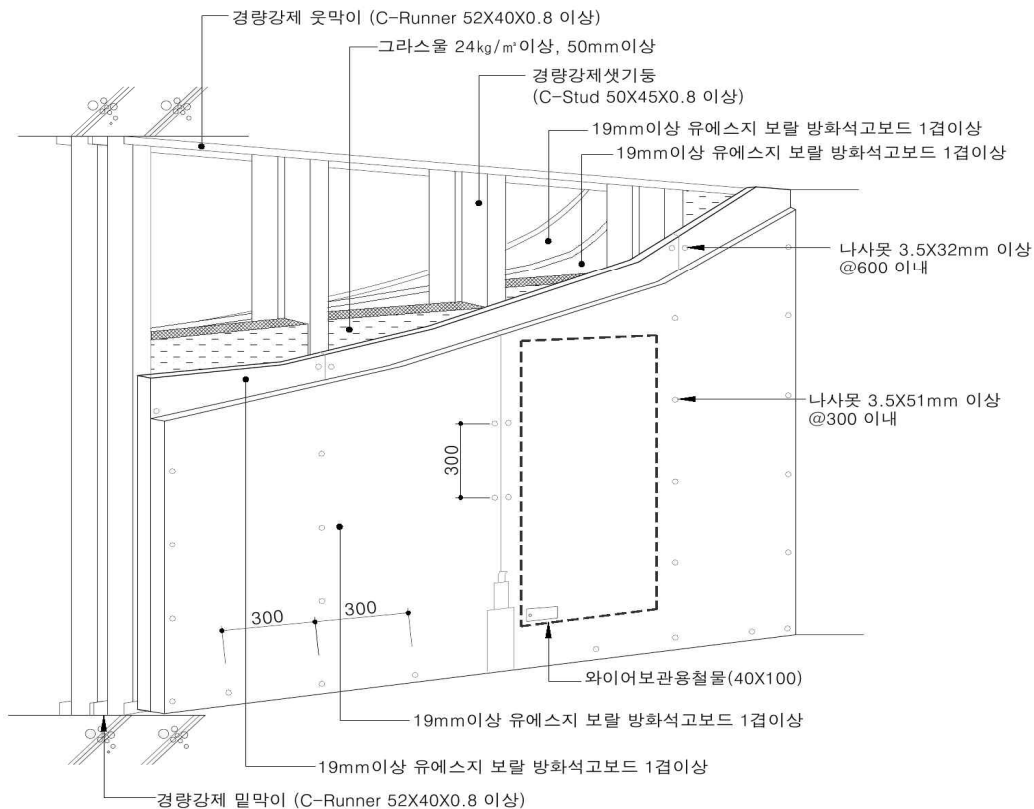 경량강제 웃막이 (C-Runner 52X40X0.8 이상)
그라스울 24kg/㎥이상, 50mm이상
경량강제샛기둥
(C-Stud 50X45X0.8 이상)
19mm이상 유에스지 보랄 방화석고보드 1겹이상
19mm이상 유에스지 보랄 방화석고보드 1겹이상
나사못 3.5X32mm 이상
@600 이내
나사못 3.5X51mm 이상
@300 이내
300
300
300
와이어보관용철물(40X100)
19mm이상 유에스지 보랄 방화석고보드 1겹이상
19mm이상 유에스지 보랄 방화석고보드 1겹이상
경량강제 밑막이 (C-Runner 52X40X0.8 이상)